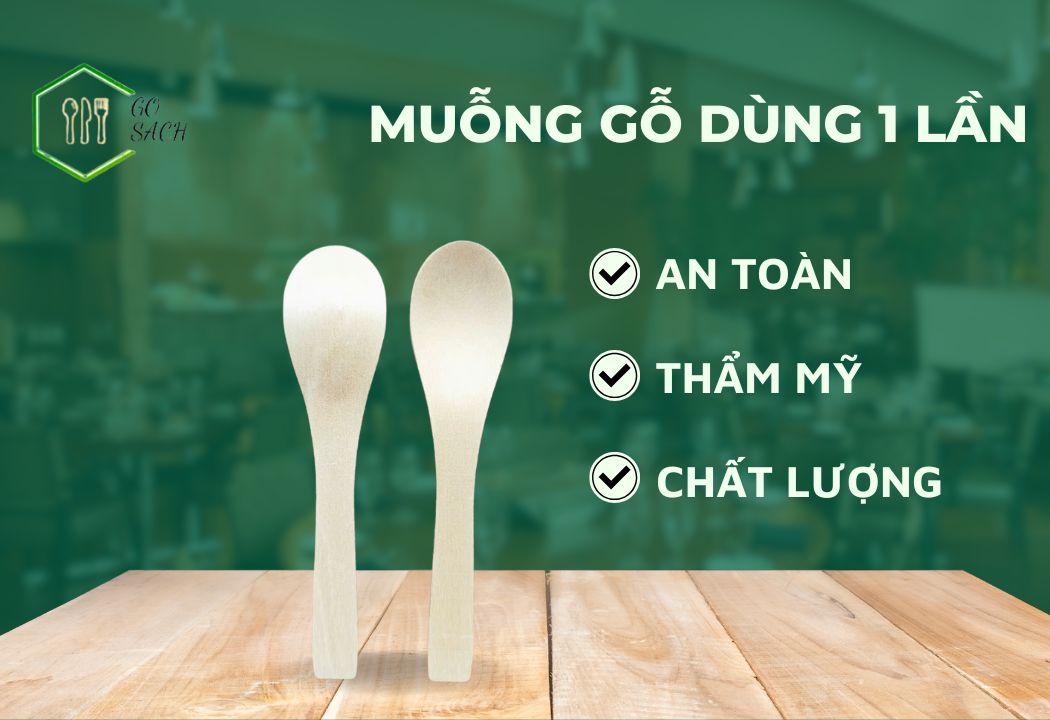 GO
SACH
MUỖNG GỖ DÙNG 1 LẦN
AN TOÀN
THẨM MỸ
CHẤT LƯỢNG